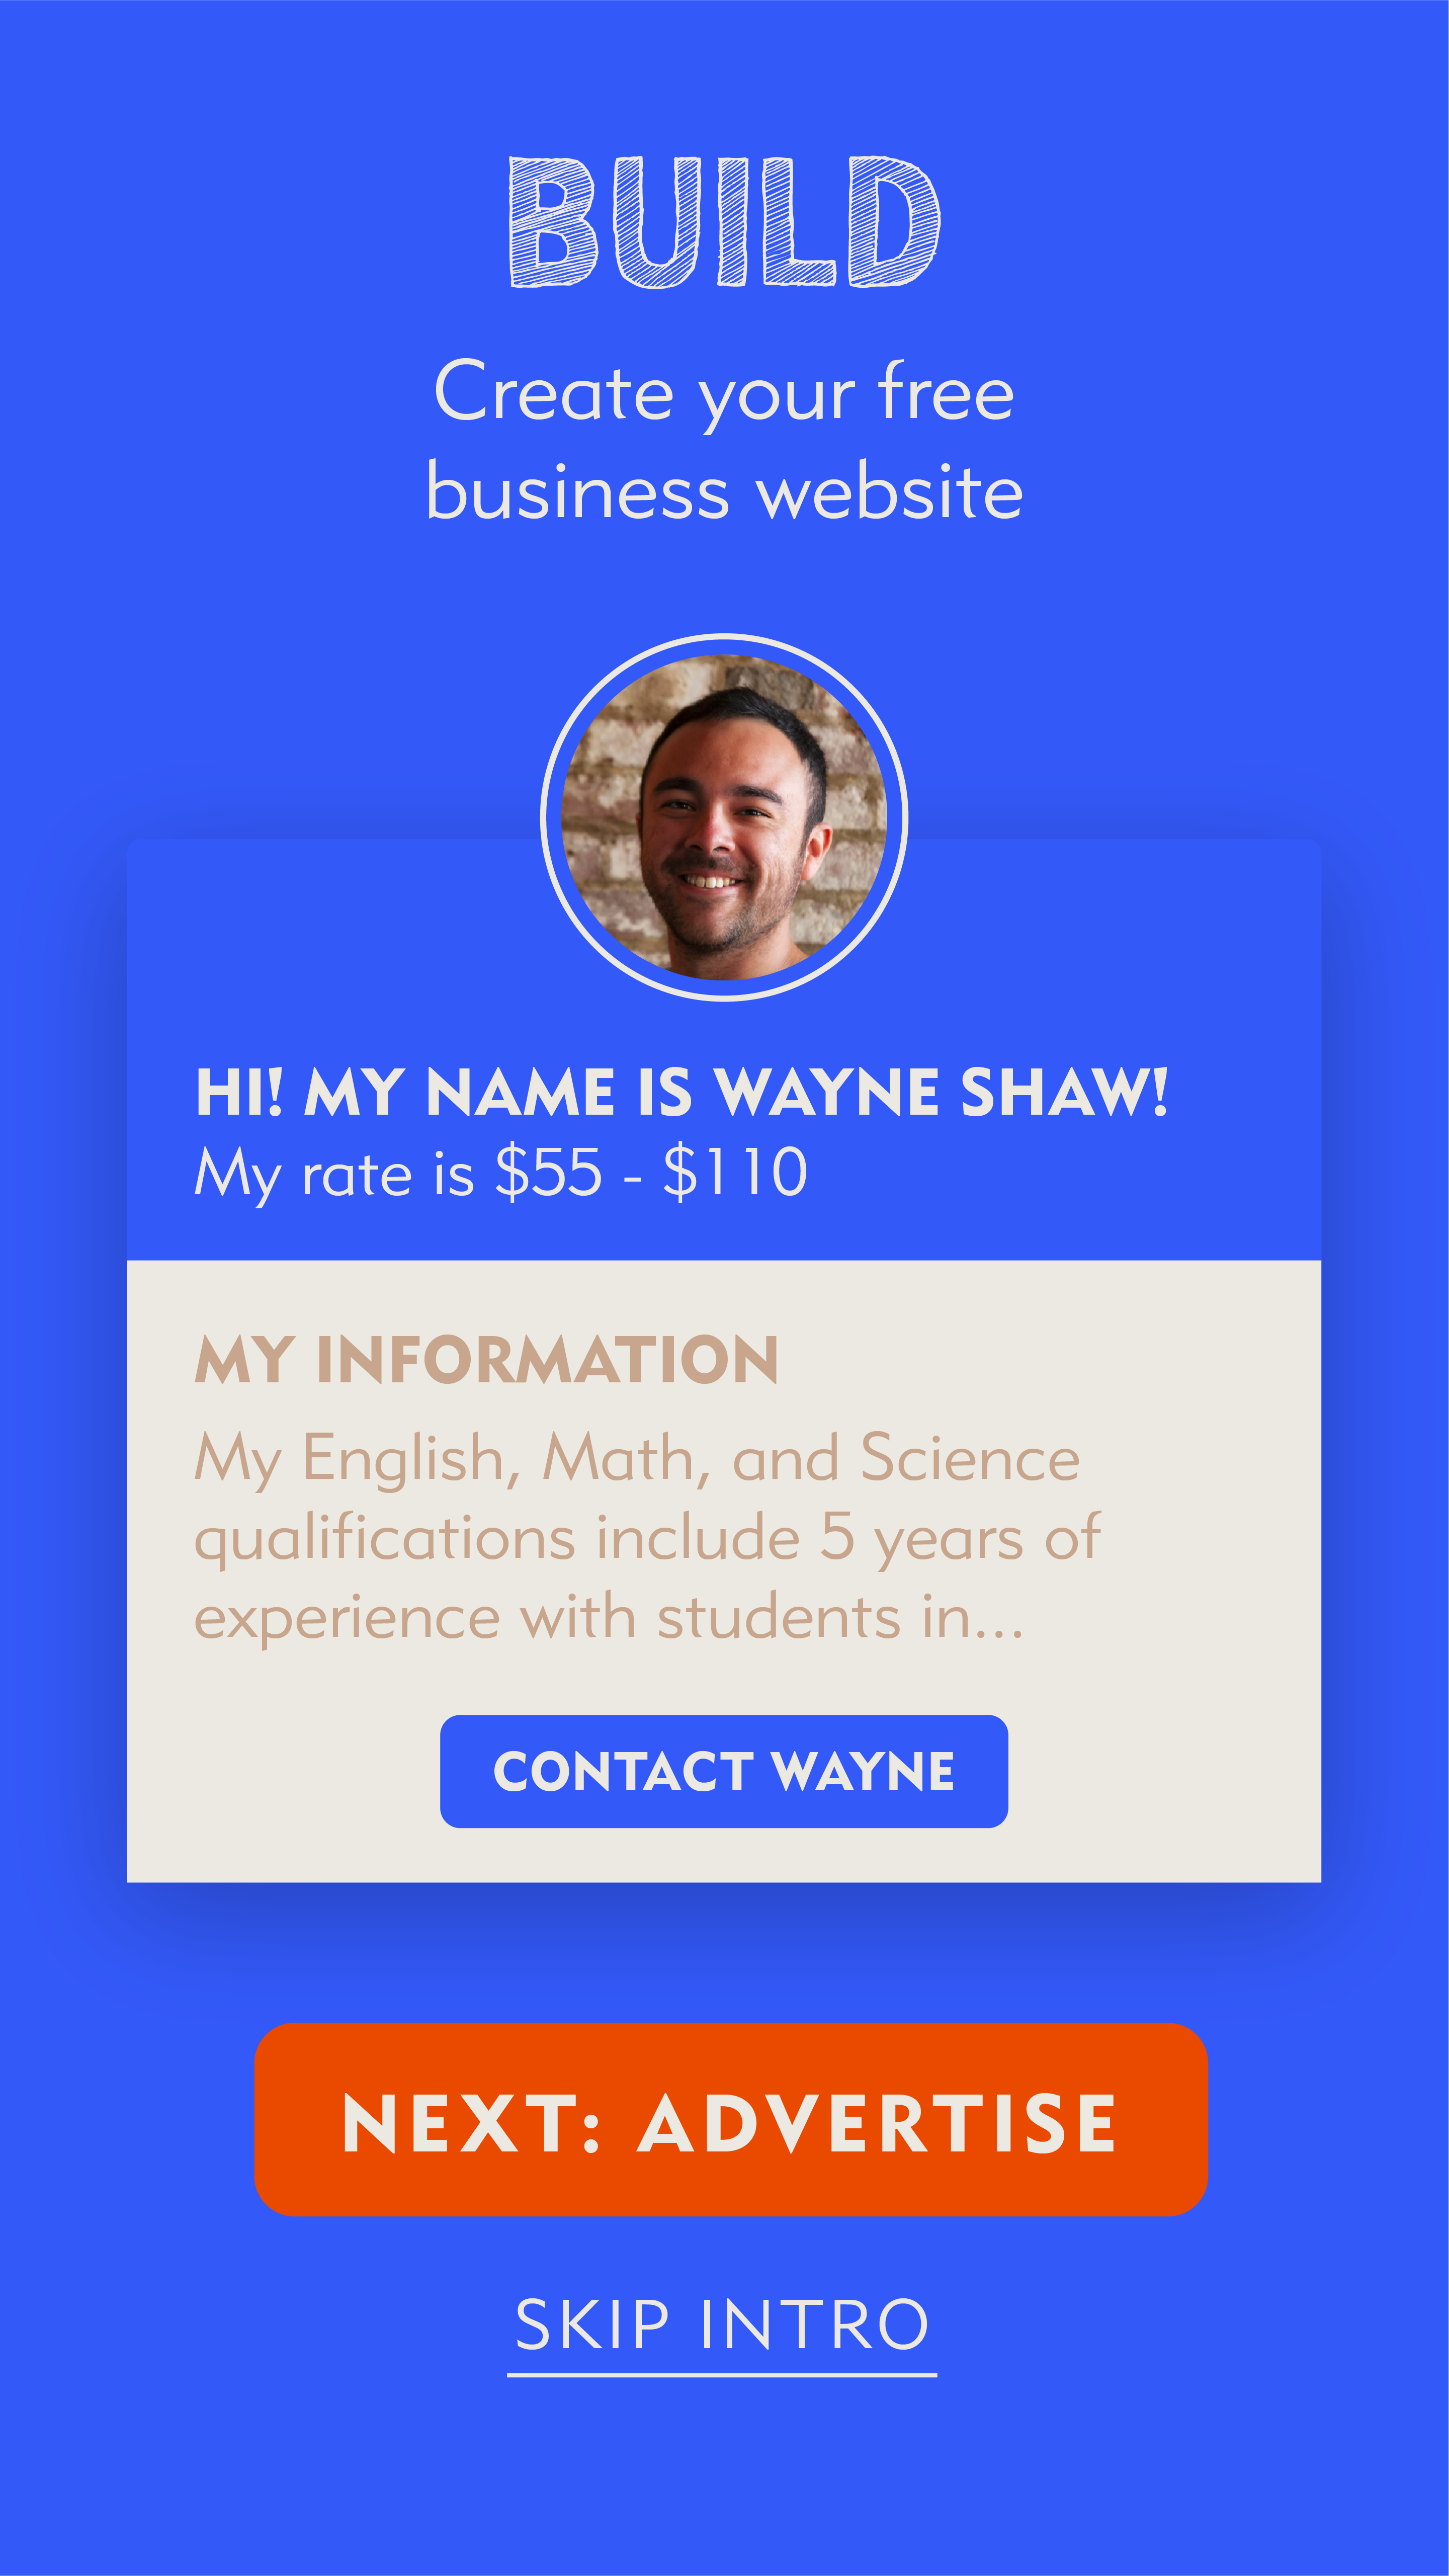 BUILD
Create your free
business website
HI! MY NAME IS WAYNE SHAW!
My rate is $55 - $110
MY INFORMATION
My English, Math, and Science
qualifications include 5 years of
experience with students in...
CONTACT WAYNE
NEXT: ADVERTISE
SKIP INTRO